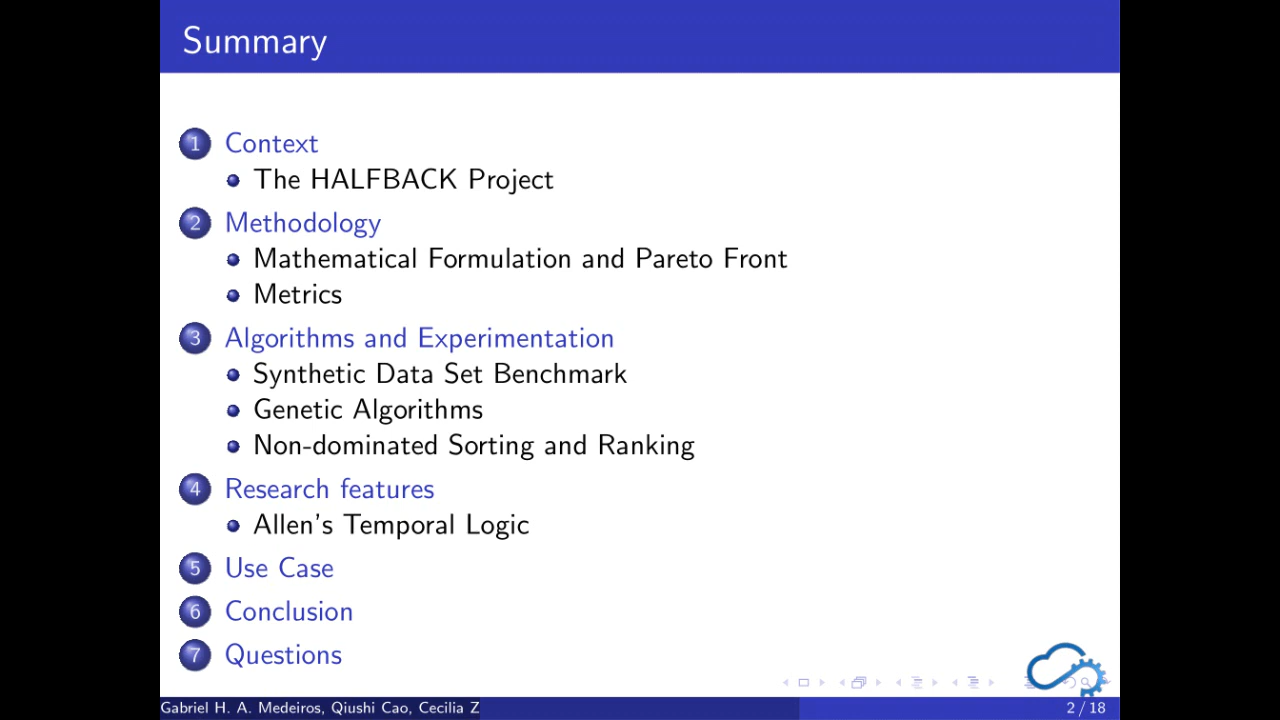 Summary
1 Context
The HALFBACK Project
2 Methodology
Mathematical Formulation and Pareto Front
Metrics
3 Algorithms and Experimentation
Synthetic Data Set Benchmark
Genetic Algorithms
Non-dominated Sorting and Ranking
4 Research features
Allen's Temporal Logic
5 Use Case
6 Conclusion
7 Questions
Gabriel H. A. Medeiros, Qiushi Cao, Cecilia Z
2 / 18